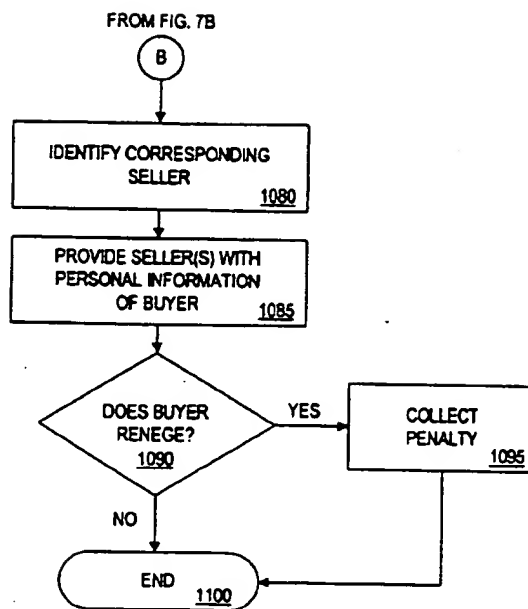 FROM FIG. 7B
B
IDENTIFY CORRESPONDING
SELLER
1080
PROVIDE SELLER(S) WITH
PERSONAL INFORMATION
OF BUYER
1085
DOES BUYER
RENEGE?
1090
YES
COLLECT
PENALTY
1095
NO
END
1100